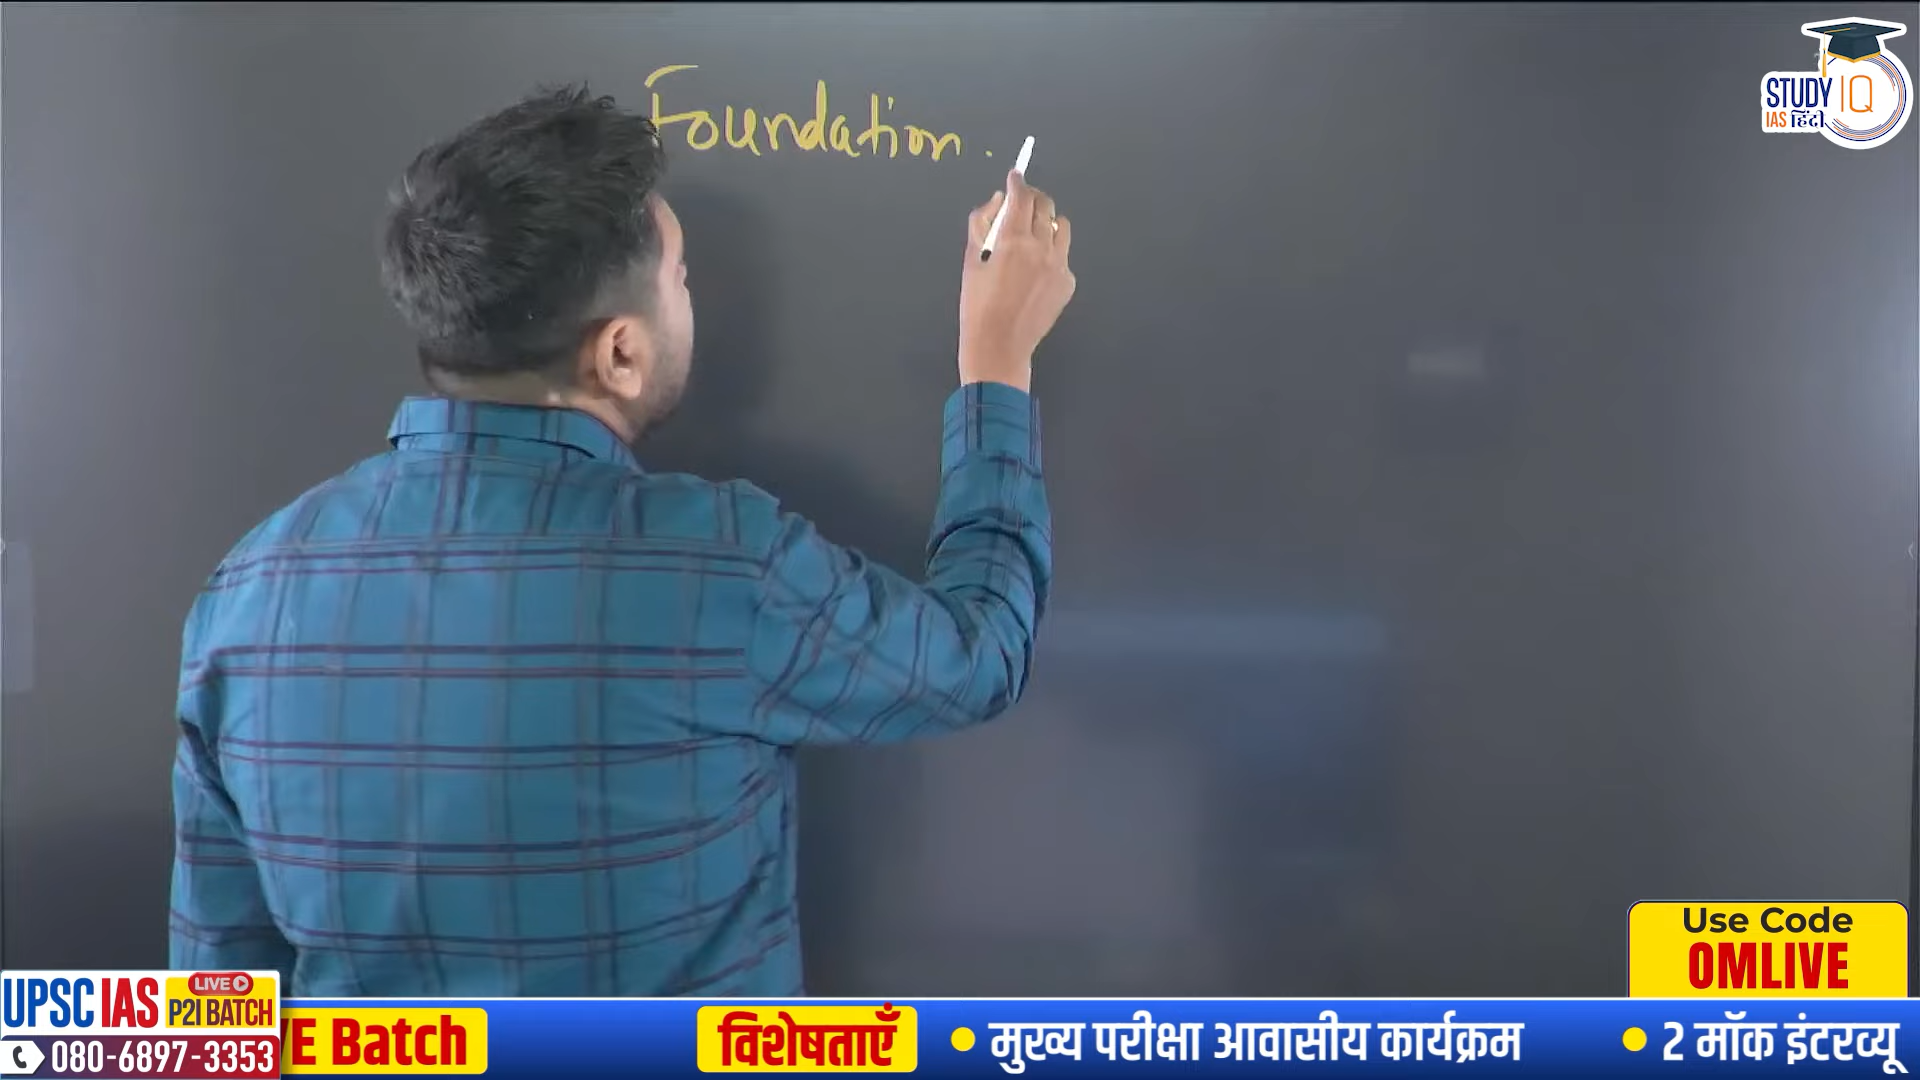 Foundation.
STUDY IQ
IAS हिंदी
Use Code
OMLIVE
UPSC IAS
LIVE
P2I BATCH
080-6897-3353
VE Batch
विशेषताएँ
मुख्य परीक्षा आवासीय कार्यक्रम
2 मॉक इंटरव्यू